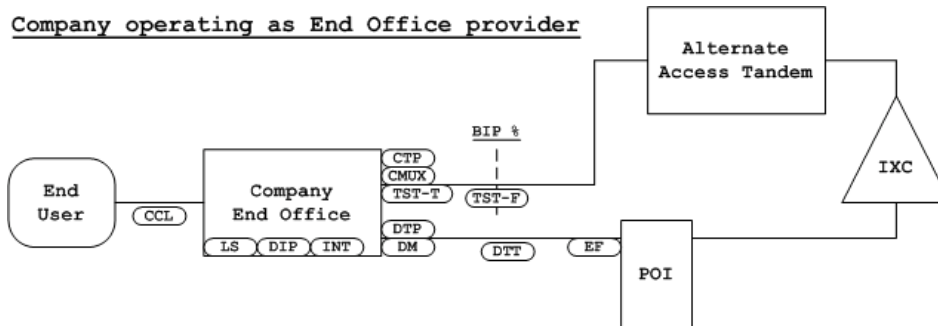 Company operating as End Office provider
Alternate
Access Tandem
BIP %
CTP
CMUX
TST-T
TST-F
IXC
End
User
CCL
Company
End Office
LS
DIP
INT
DTP
DM
DTT
EF
POI